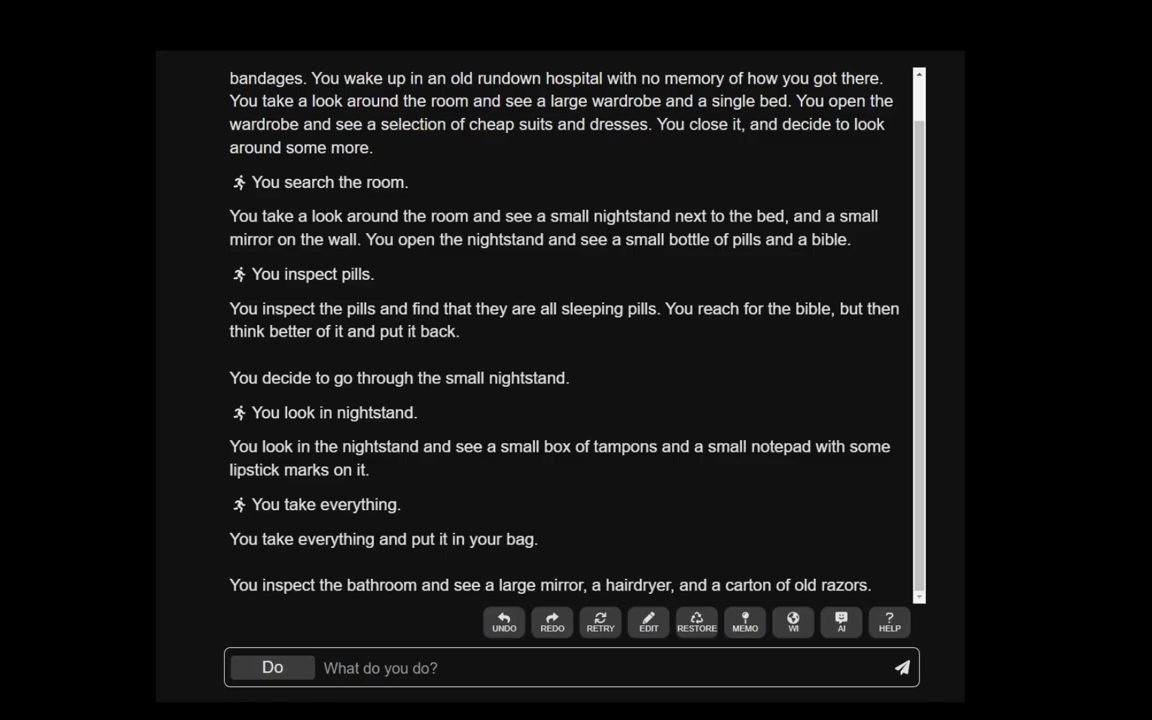 bandages. You wake up in an old rundown hospital with no memory of how you got there.
You take a look around the room and see a large wardrobe and a single bed. You open the
wardrobe and see a selection of cheap suits and dresses. You close it, and decide to look
around some more.
You search the room.
You take a look around the room and see a small nightstand next to the bed, and a small
mirror on the wall. You open the nightstand and see a small bottle of pills and a bible.
You inspect pills.
You inspect the pills and find that they are all sleeping pills. You reach for the bible, but then
think better of it and put it back.
You decide to go through the small nightstand.
You look in nightstand.
You look in the nightstand and see a small box of tampons and a small notepad with some
lipstick marks on it.
You take everything.
You take everything and put it in your bag.
You inspect the bathroom and see a large mirror, a hairdryer, and a carton of old razors.
UNDO REDO RETRY EDIT RESTORE MEMO WI AI HELP
Do What do you do?